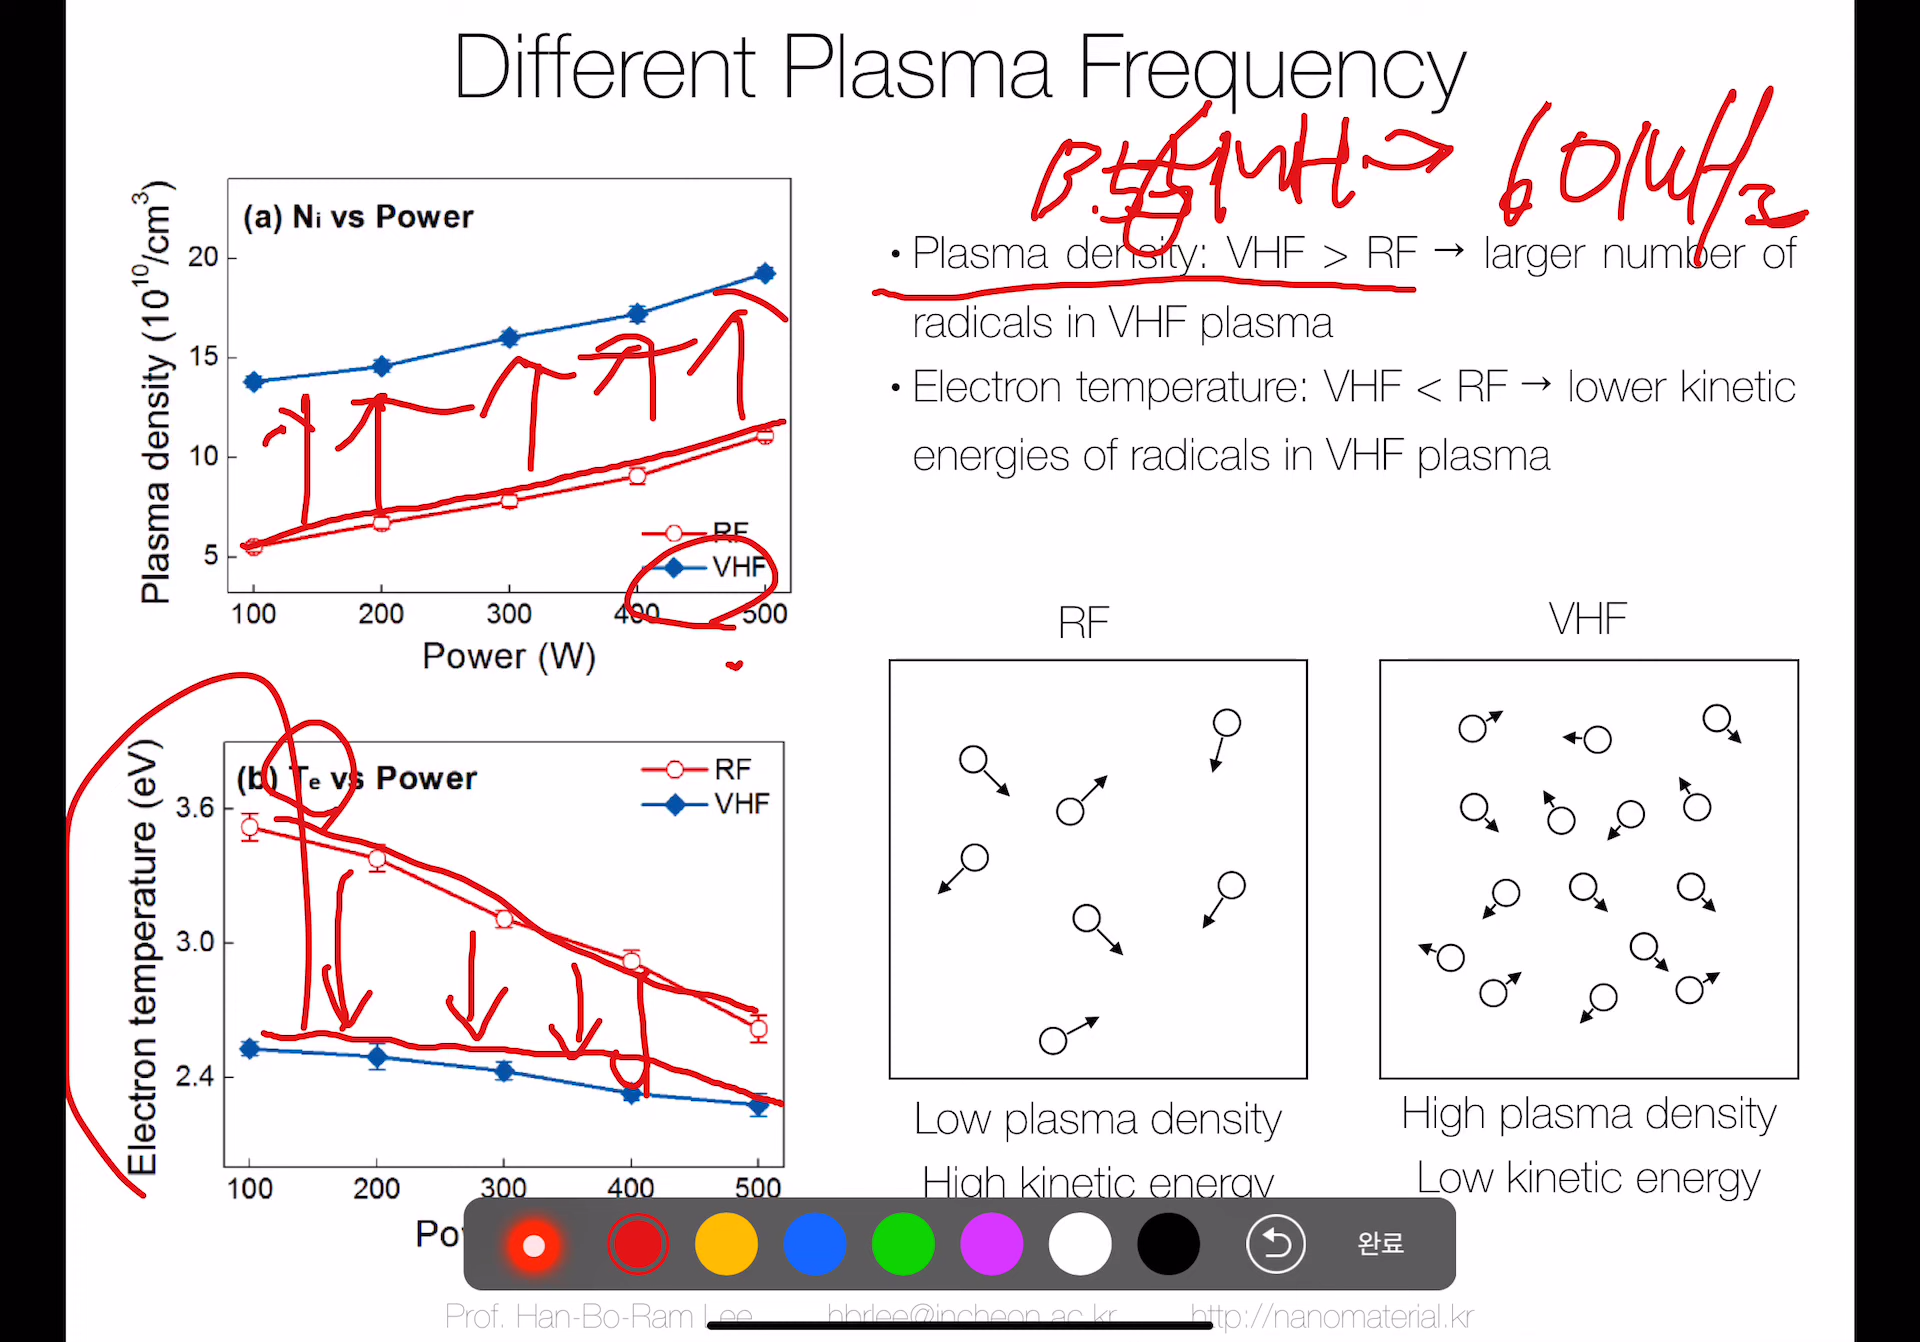 Different Plasma Frequency
60MHz
(a) Ni vs Power
Plasma density (10^10/cm^3)
20
15
10
5
RF
VHF
100 200 300 400 500
Power (W)
• Plasma density: VHF > RF → larger number of
radicals in VHF plasma
• Electron temperature: VHF < RF → lower kinetic
energies of radicals in VHF plasma
(b) Te vs Power
Electron temperature (eV)
3.6
3.0
2.4
RF
VHF
100 200 300 400 500
RF
Low plasma density
High kinetic energy
VHF
High plasma density
Low kinetic energy
완료
Prof. Han-Bo-Ram Lee hbrlee@incheon.ac.kr http://nanomaterial.kr